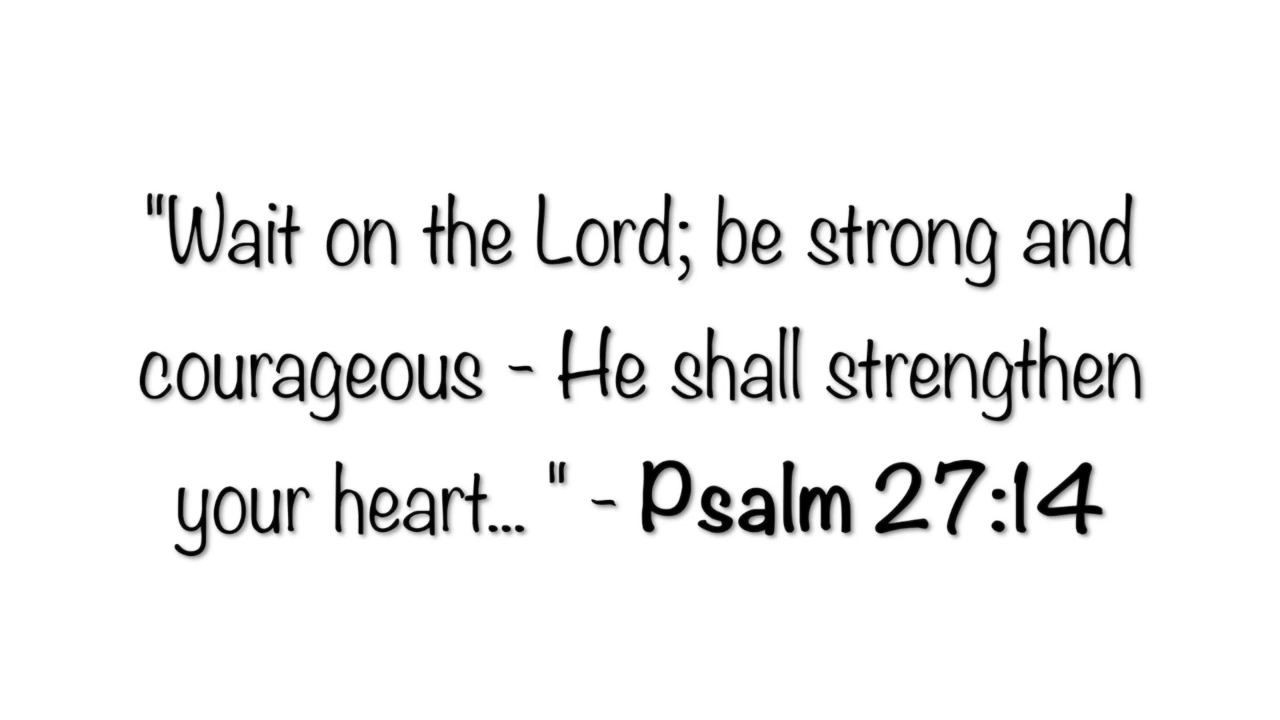 "Wait on the Lord; be strong and
courageous - He shall strengthen
your heart... " - Psalm 27:14